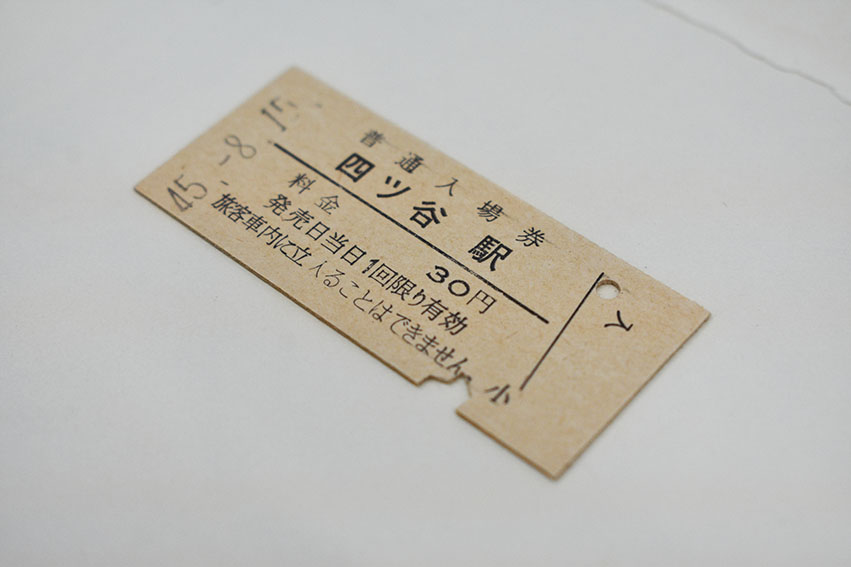 45.-8.15
普通入場券
四ツ谷駅
料金 30円
発売日当日1回限り有効
旅客車内に立入ることはできません。
小